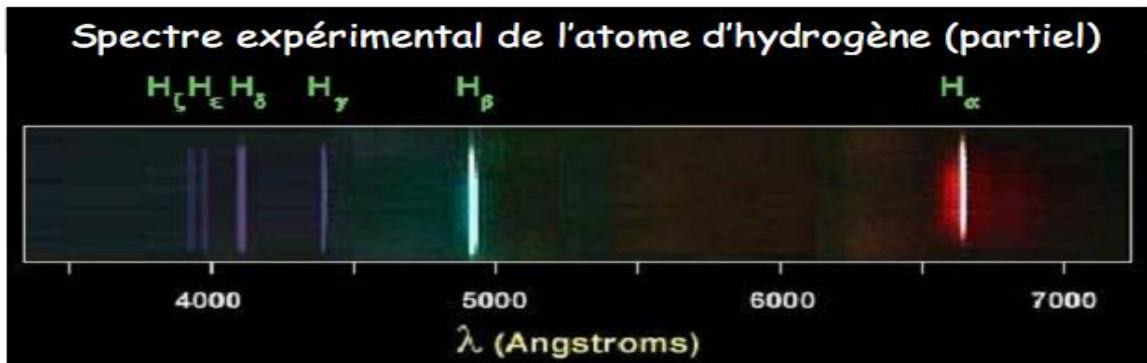 Spectre expérimental de l'atome d'hydrogène (partiel)
Hζ Hε Hδ Hγ Hβ Hα
4000 5000 6000 7000
λ (Angstroms)